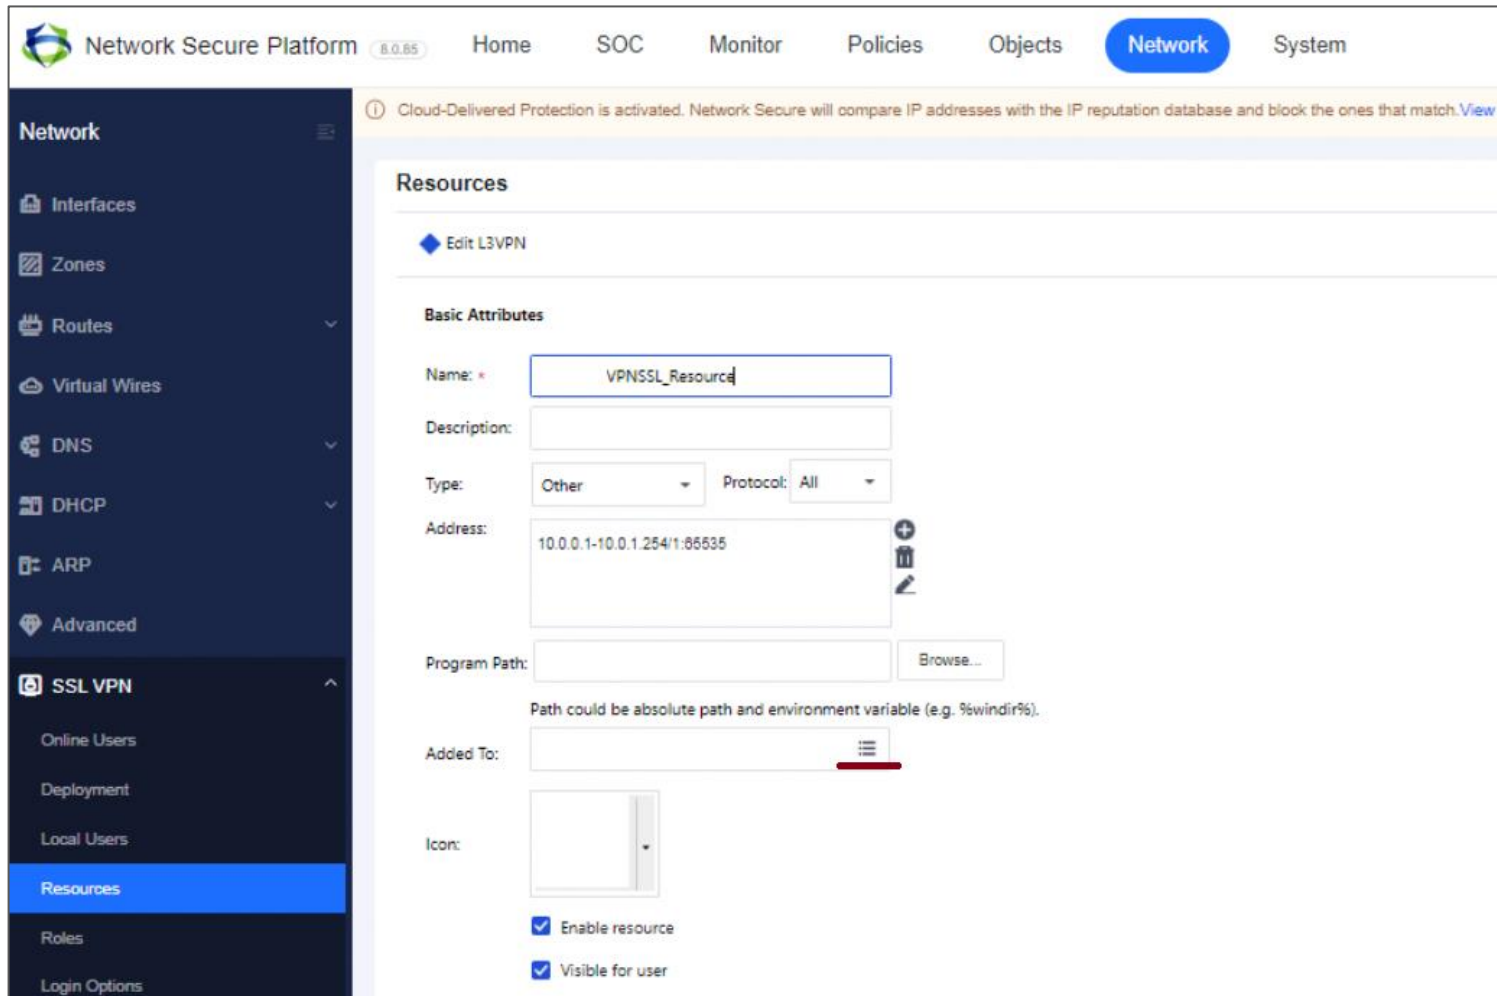 Network Secure Platform 8.0.85 Home SOC Monitor Policies Objects Network System
Cloud-Delivered Protection is activated. Network Secure will compare IP addresses with the IP reputation database and block the ones that match. View
Network
Interfaces
Zones
Routes
Virtual Wires
DNS
DHCP
ARP
Advanced
SSL VPN
Online Users
Deployment
Local Users
Resources
Roles
Login Options
Resources
Edit L3VPN
Basic Attributes
Name: * VPNSSL_Resource
Description:
Type: Other Protocol: All
Address: 10.0.0.1-10.0.1.254/1:65535
Program Path: Browse...
Path could be absolute path and environment variable (e.g. %windir%).
Added To:
Icon:
Enable resource
Visible for user